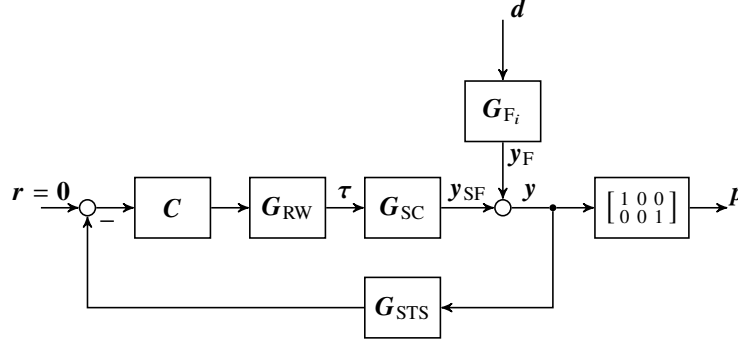 d
G_{F_i}
y_F
r = 0
−
C
G_{RW}
τ
G_{SC}
y_{SF}
y
[1 0 0
0 0 1]
p
G_{STS}